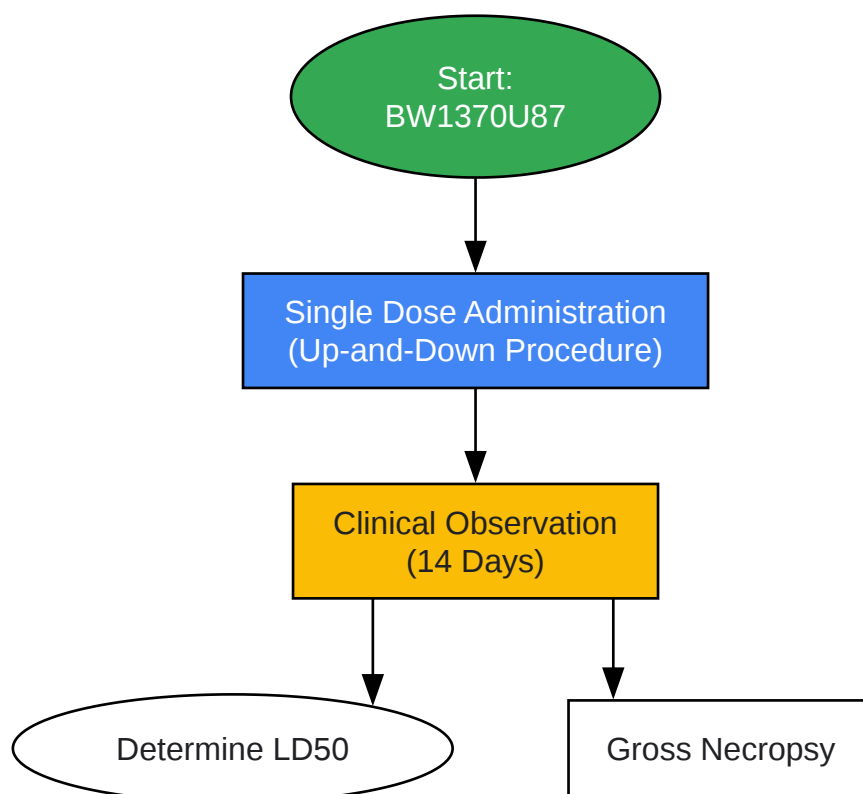 Start:
BW1370U87
Single Dose Administration
(Up-and-Down Procedure)
Clinical Observation
(14 Days)
Determine LD50
Gross Necropsy